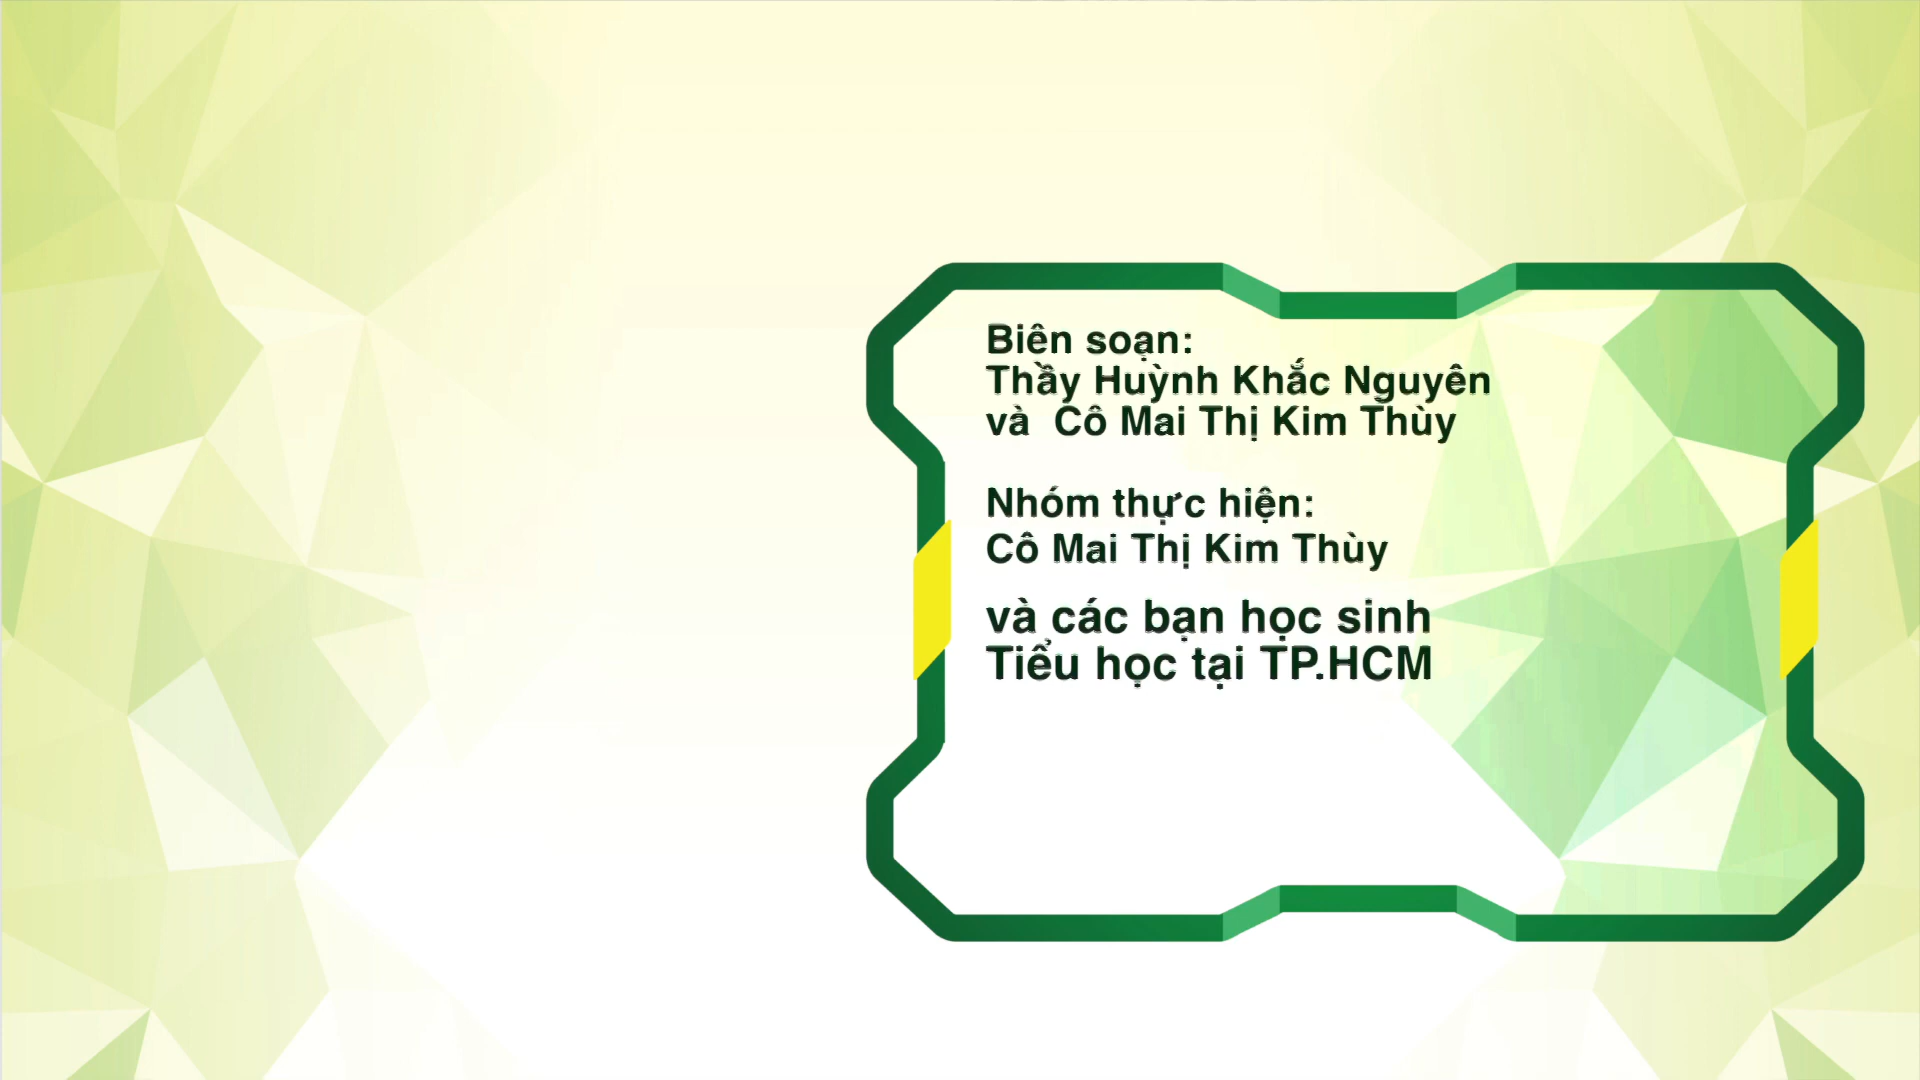 Biên soạn:
Thầy Huỳnh Khắc Nguyên
và Cô Mai Thị Kim Thùy
Nhóm thực hiện:
Cô Mai Thị Kim Thùy
và các bạn học sinh
Tiểu học tại TP.HCM